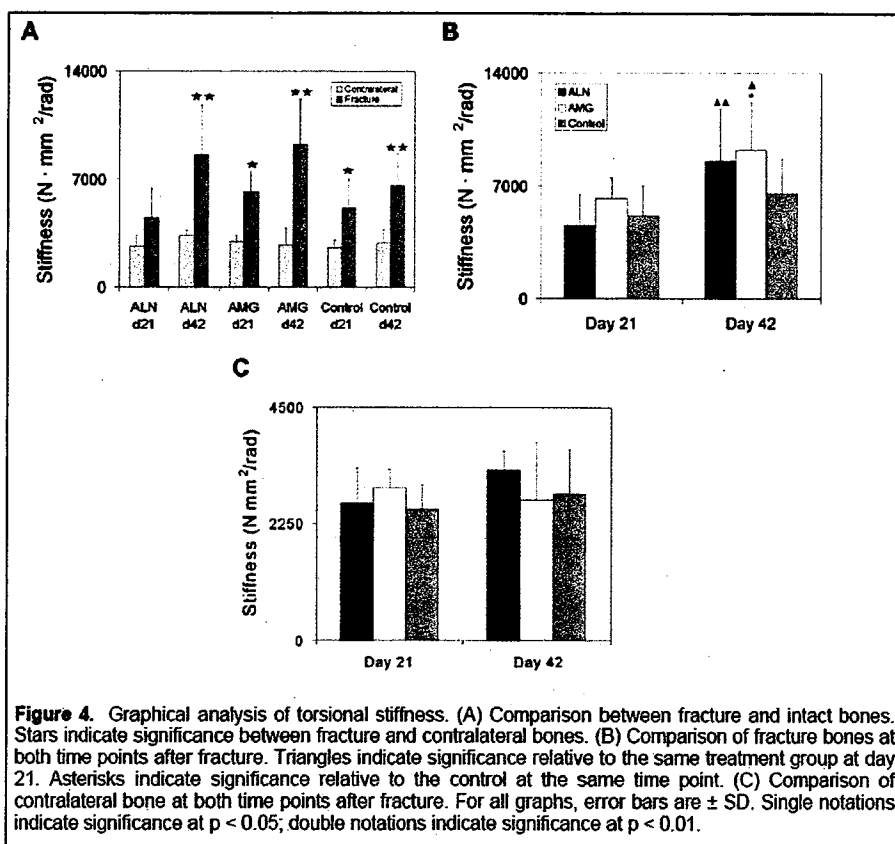 A
14000
7000
0
Stiffness (N · mm ²/rad)
Contralateral
Fracture
★★
★★
★
★
★★
ALN d21
ALN d42
AMG d21
AMG d42
Control d21
Control d42
B
14000
7000
0
Stiffness (N · mm ²/rad)
ALN
AMG
Control
▲▲
▲
*
Day 21
Day 42
C
4500
2250
0
Stiffness (N mm²/rad)
Day 21
Day 42
Figure 4. Graphical analysis of torsional stiffness. (A) Comparison between fracture and intact bones.
Stars indicate significance between fracture and contralateral bones. (B) Comparison of fracture bones at
both time points after fracture. Triangles indicate significance relative to the same treatment group at day
21. Asterisks indicate significance relative to the control at the same time point. (C) Comparison of
contralateral bone at both time points after fracture. For all graphs, error bars are ± SD. Single notations
indicate significance at p < 0.05; double notations indicate significance at p < 0.01.